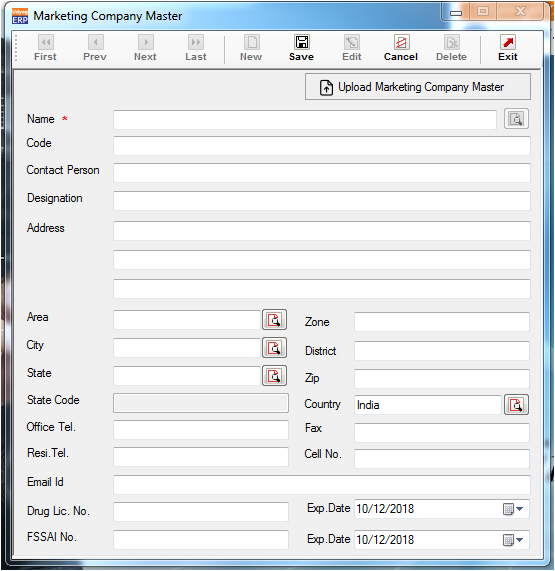 ERP Marketing Company Master
First Prev Next Last New Save Edit Cancel Delete Exit
Upload Marketing Company Master
Name *
Code
Contact Person
Designation
Address
Area
Zone
City
District
State
Zip
State Code
Country India
Office Tel.
Fax
Resi.Tel.
Cell No.
Email Id
Drug Lic. No.
Exp.Date 10/12/2018
FSSAI No.
Exp.Date 10/12/2018